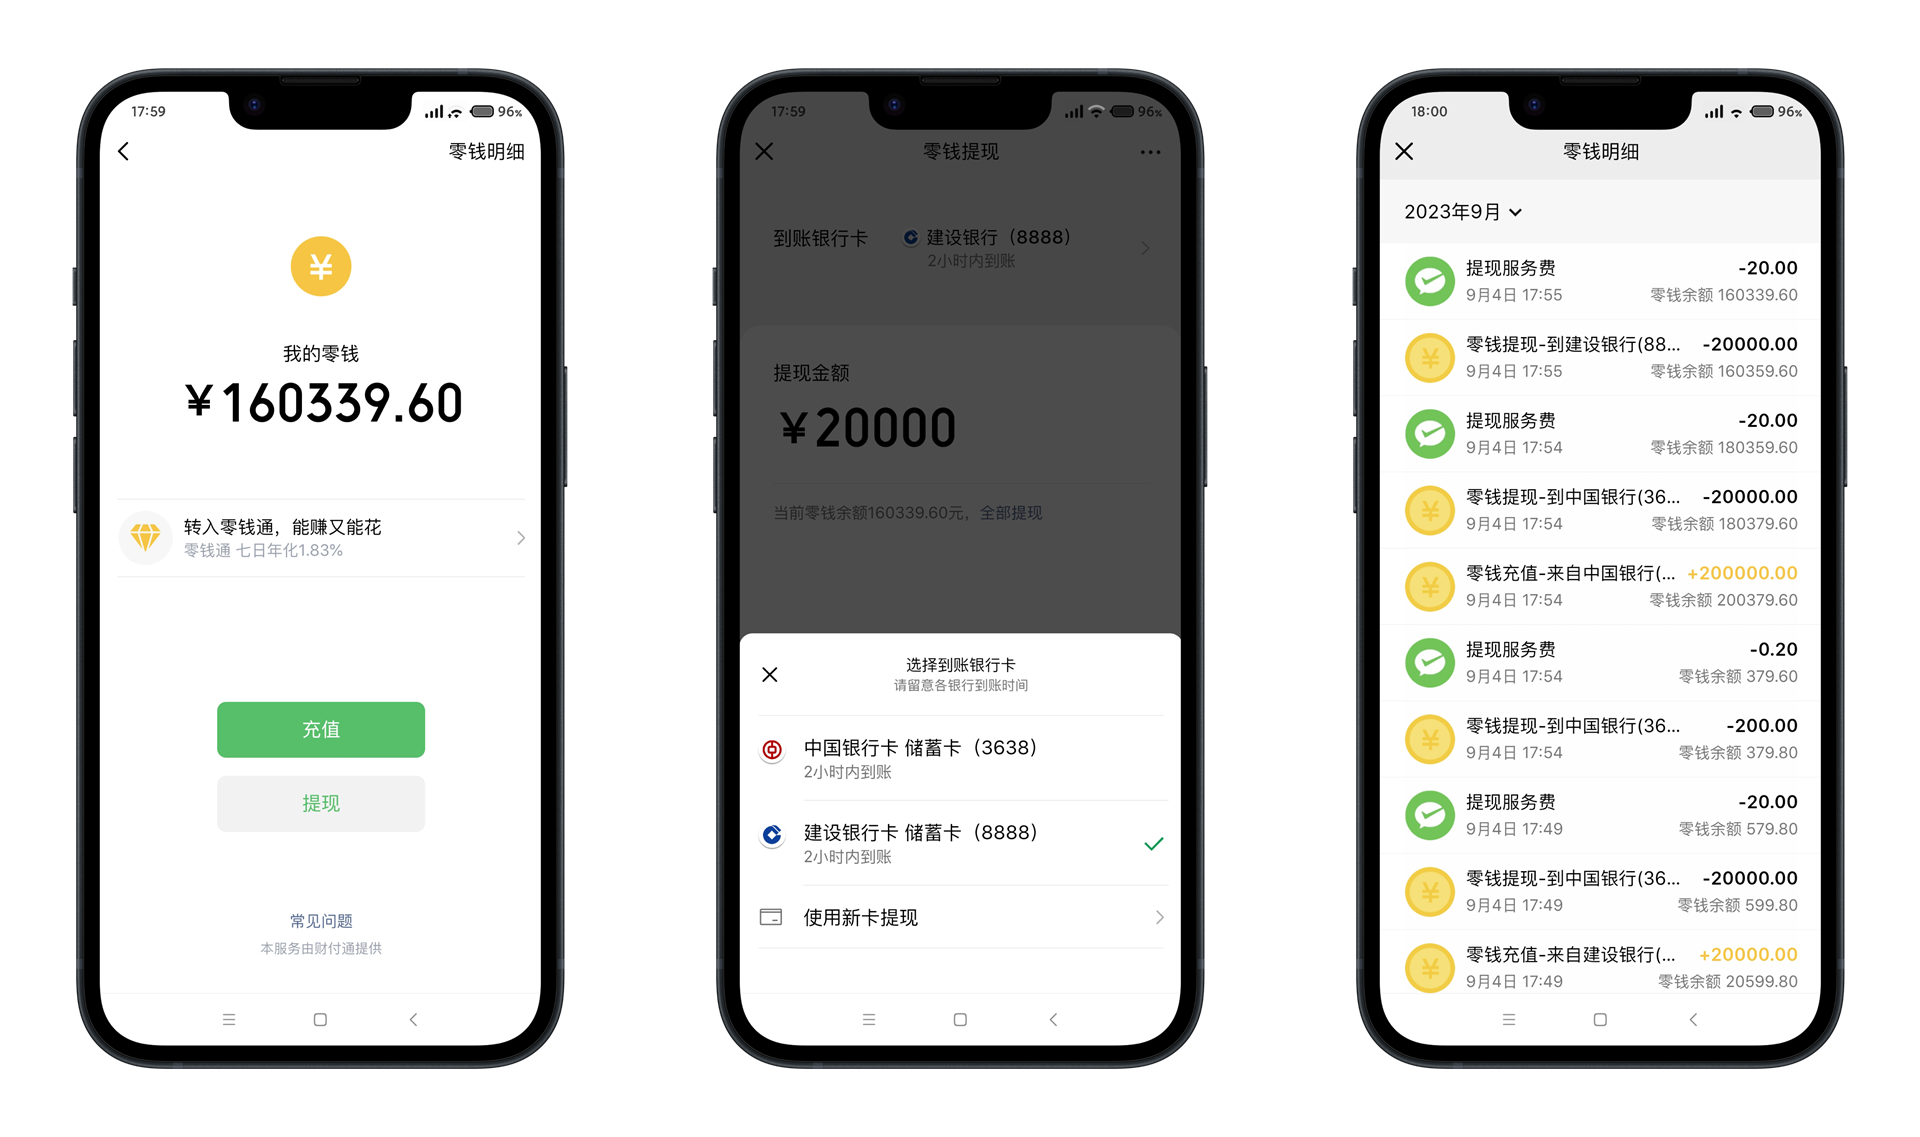 17:59
96%
零钱明细
¥
我的零钱
¥160339.60
转入零钱通，能赚又能花
零钱通 七日年化1.83%
充值
提现
常见问题
本服务由财付通提供
17:59
96%
零钱提现
到账银行卡
建设银行（8888）
2小时内到账
提现金额
¥20000
当前零钱余额160339.60元，全部提现
选择到账银行卡
请留意各银行到账时间
中国银行卡 储蓄卡（3638）
2小时内到账
建设银行卡 储蓄卡（8888）
2小时内到账
使用新卡提现
18:00
96%
零钱明细
2023年9月
提现服务费 -20.00
9月4日 17:55 零钱余额 160339.60
¥
零钱提现-到建设银行(88... -20000.00
9月4日 17:55 零钱余额 160359.60
提现服务费 -20.00
9月4日 17:54 零钱余额 180359.60
¥
零钱提现-到中国银行(36... -20000.00
9月4日 17:54 零钱余额 180379.60
¥
零钱充值-来自中国银行(... +200000.00
9月4日 17:54 零钱余额 200379.60
提现服务费 -0.20
9月4日 17:54 零钱余额 379.60
¥
零钱提现-到中国银行(36... -200.00
9月4日 17:54 零钱余额 379.80
提现服务费 -20.00
9月4日 17:49 零钱余额 579.80
¥
零钱提现-到中国银行(36... -20000.00
9月4日 17:49 零钱余额 599.80
¥
零钱充值-来自建设银行(... +20000.00
9月4日 17:49 零钱余额 20599.80